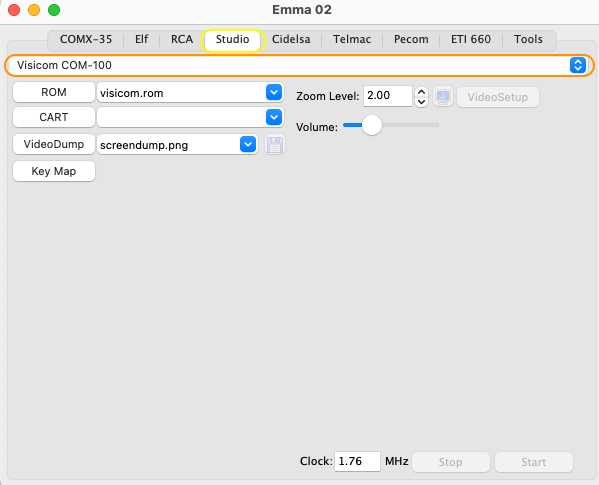 Emma 02
COMX-35 Elf RCA Studio Cidelsa Telmac Pecom ETI 660 Tools
Visicom COM-100
ROM visicom.rom Zoom Level: 2.00 VideoSetup
CART Volume:
VideoDump screendump.png
Key Map
Clock: 1.76 MHz Stop Start